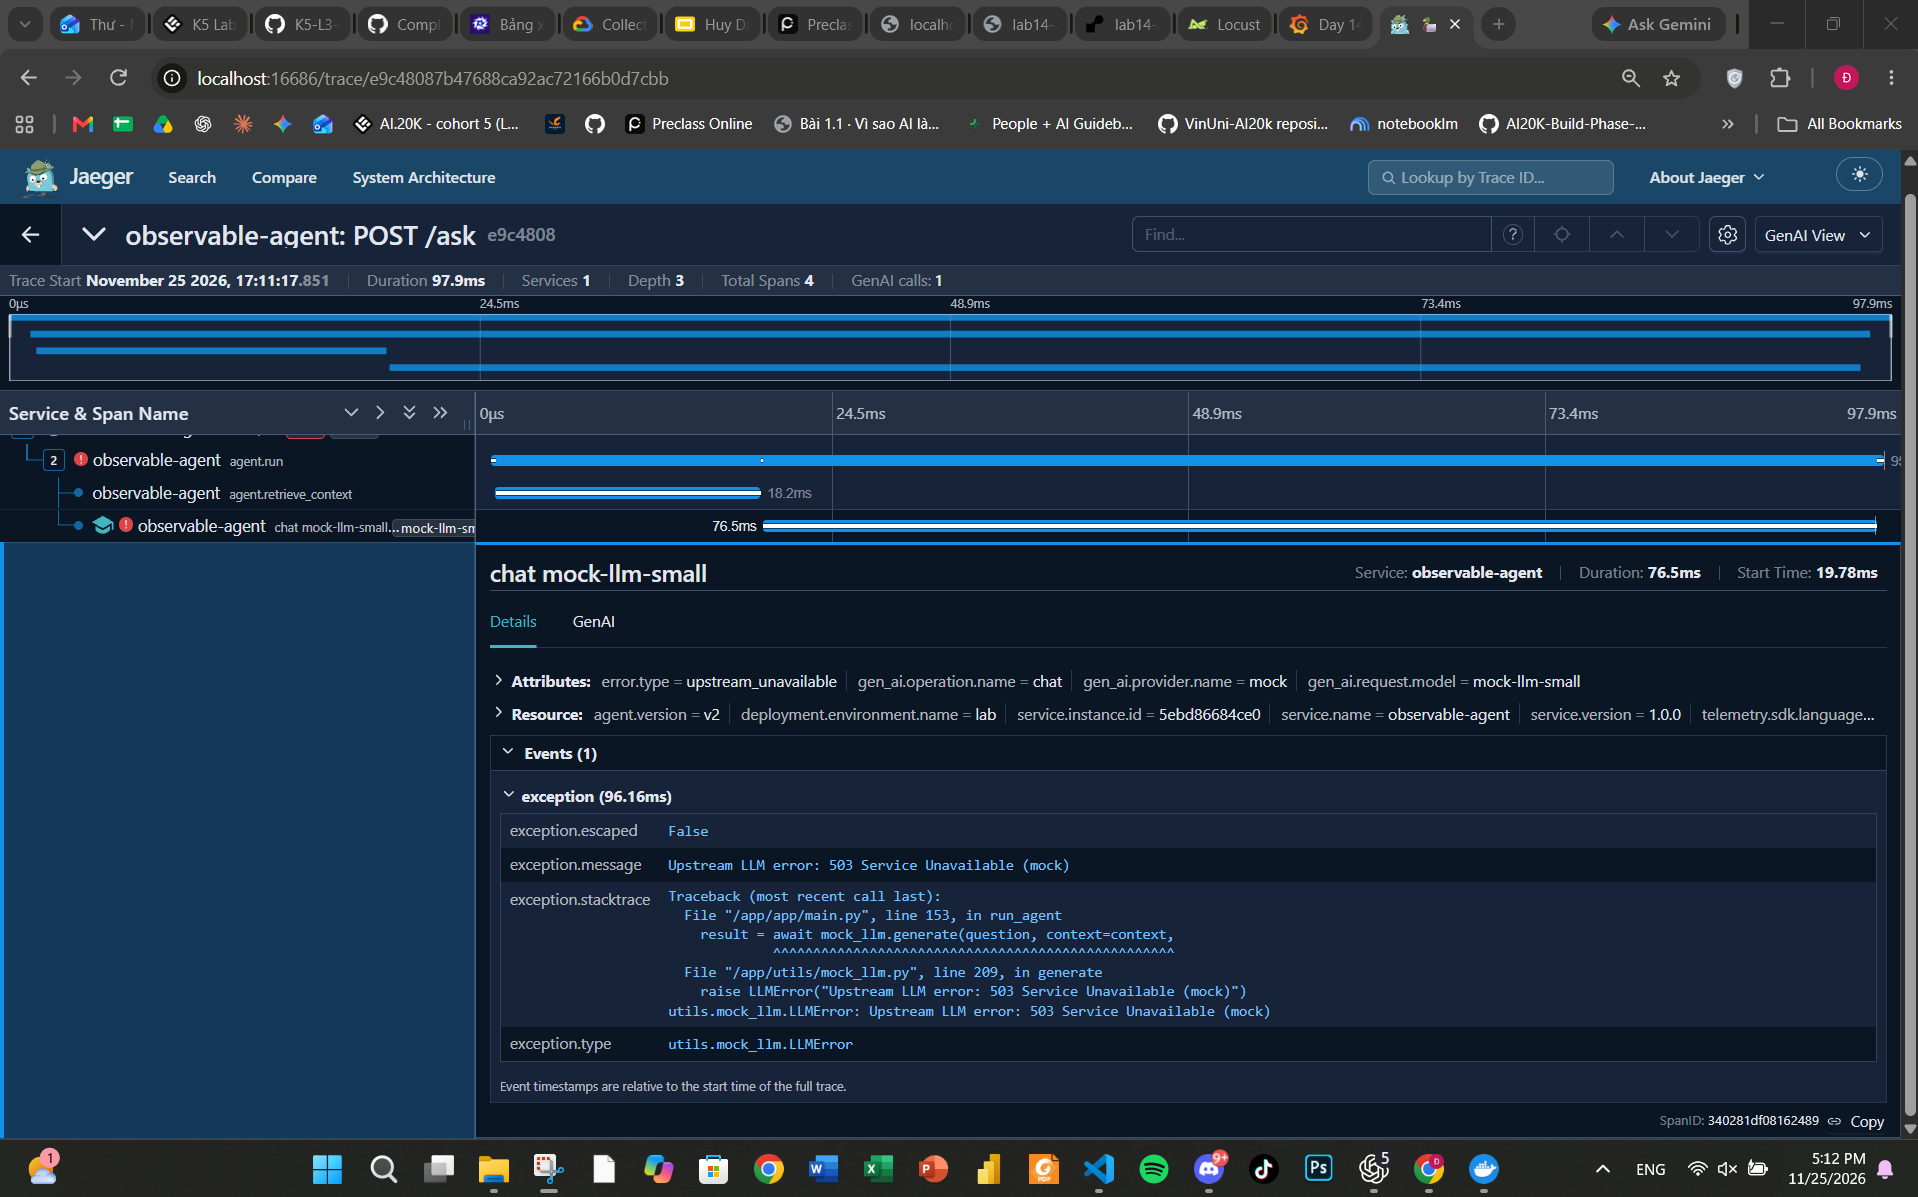 Thư - N
K5 Lab
K5-L3-
Compl
Bảng x
Collect
Huy D
Preclas
localho
lab14-
lab14-
Locust
Day 14
Ask Gemini
localhost:16686/trace/e9c48087b47688ca92ac72166b0d7cbb
AI.20K - cohort 5 (L...
Preclass Online
Bài 1.1 · Vì sao AI là...
People + AI Guideb...
VinUni-AI20k reposi...
notebooklm
AI20K-Build-Phase-...
All Bookmarks
Jaeger
Search
Compare
System Architecture
Lookup by Trace ID...
About Jaeger
observable-agent: POST /ask e9c4808
Find...
GenAI View
Trace Start November 25 2026, 17:11:17.851 Duration 97.9ms Services 1 Depth 3 Total Spans 4 GenAI calls: 1
0μs 24.5ms 48.9ms 73.4ms 97.9ms
Service & Span Name
0μs 24.5ms 48.9ms 73.4ms 97.9ms
2 observable-agent agent.run
observable-agent agent.retrieve_context 18.2ms
observable-agent chat mock-llm-small... mock-llm-sm 76.5ms
chat mock-llm-small
Service: observable-agent Duration: 76.5ms Start Time: 19.78ms
Details GenAI
Attributes: error.type = upstream_unavailable gen_ai.operation.name = chat gen_ai.provider.name = mock gen_ai.request.model = mock-llm-small
Resource: agent.version = v2 deployment.environment.name = lab service.instance.id = 5ebd86684ce0 service.name = observable-agent service.version = 1.0.0 telemetry.sdk.language...
Events (1)
exception (96.16ms)
exception.escaped False
exception.message Upstream LLM error: 503 Service Unavailable (mock)
exception.stacktrace Traceback (most recent call last):
File "/app/app/main.py", line 153, in run_agent
result = await mock_llm.generate(question, context=context,
^^^^^^^^^^^^^^^^^^^^^^^^^^^^^^^^^^^^^^^^^^^^^^^^^^
File "/app/utils/mock_llm.py", line 209, in generate
raise LLMError("Upstream LLM error: 503 Service Unavailable (mock)")
utils.mock_llm.LLMError: Upstream LLM error: 503 Service Unavailable (mock)
exception.type utils.mock_llm.LLMError
Event timestamps are relative to the start time of the full trace.
SpanID: 340281df08162489 Copy
ENG
5:12 PM
11/25/2026